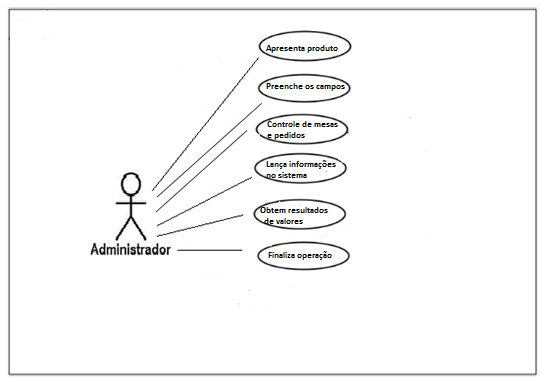 Apresenta produto
Preenche os campos
Controle de mesas
e pedidos
Lança informações
no sistema
Obtem resultados
de valores
Finaliza operação
Administrador